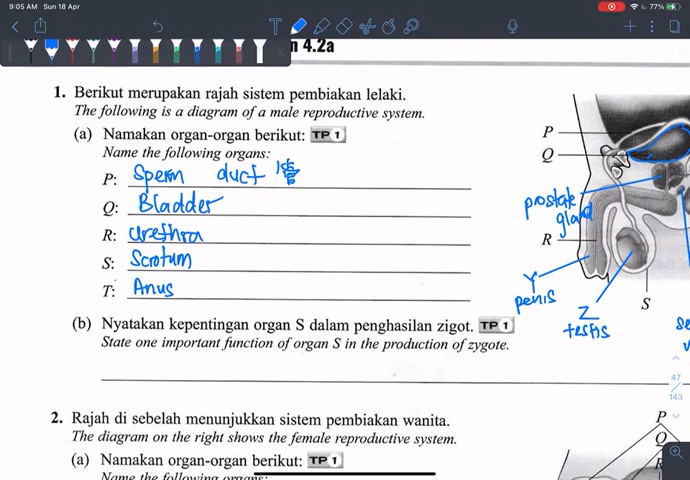 9:05 AM Sun 18 Apr
77%
n 4.2a
1. Berikut merupakan rajah sistem pembiakan lelaki.
The following is a diagram of a male reproductive system.
(a) Namakan organ-organ berikut: TP 1
Name the following organs:
P: Sperm duct 管
Q: Bladder
R: urethra
S: Scrotum
T: Anus
P
Q
prostate
gland
R
Y
penis
Z
testis
S
se
v
(b) Nyatakan kepentingan organ S dalam penghasilan zigot. TP 1
State one important function of organ S in the production of zygote.
47
143
2. Rajah di sebelah menunjukkan sistem pembiakan wanita.
The diagram on the right shows the female reproductive system.
(a) Namakan organ-organ berikut: TP 1
Name the following organs:
P
Q
R